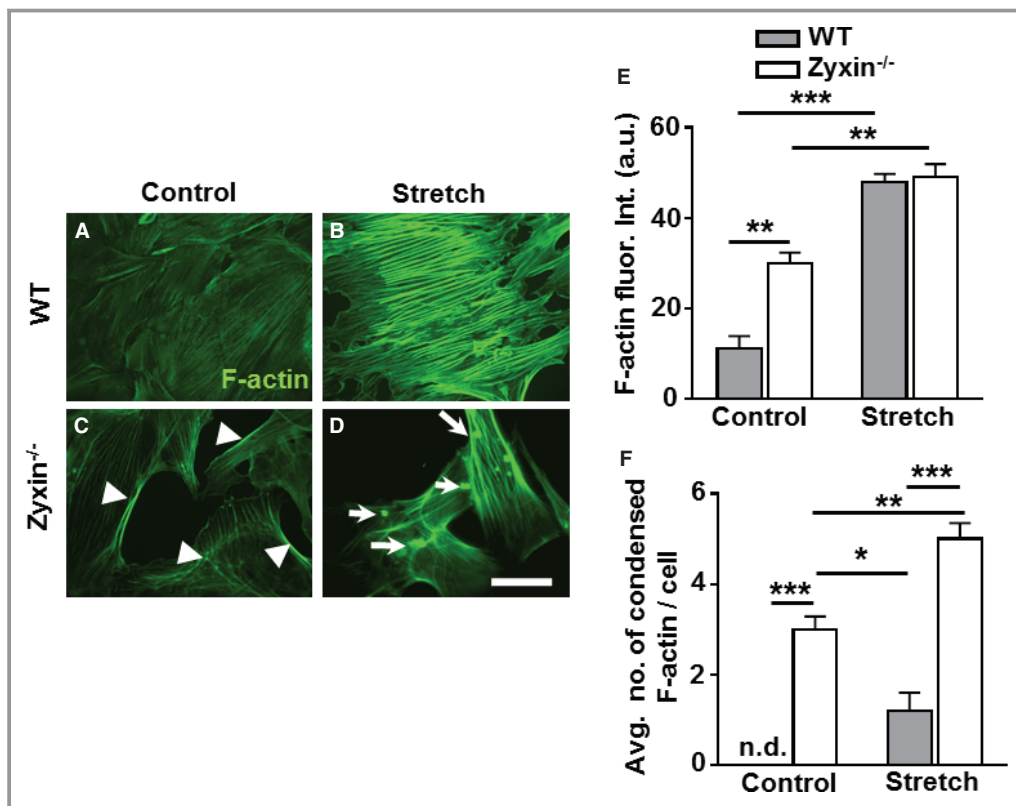 Control
Stretch
WT
Zyxin-/-
A
B
F-actin
C
D
WT
Zyxin-/-
E
F-actin fluor. Int. (a.u.)
***
**
**
60
40
20
0
Control
Stretch
F
Avg. no. of condensed
F-actin / cell
***
**
*
***
6
4
2
0
n.d.
Control
Stretch